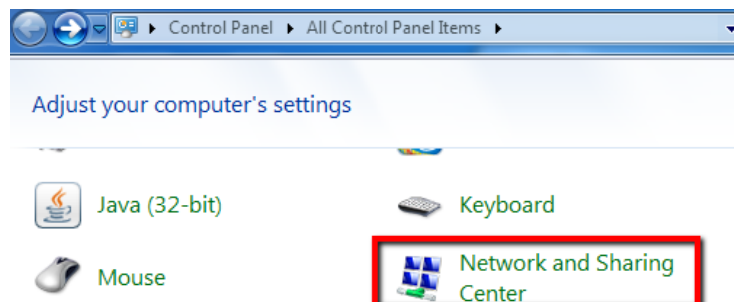 Control Panel ▸ All Control Panel Items ▸
Adjust your computer's settings
Java (32-bit)
Keyboard
Mouse
Network and Sharing
Center